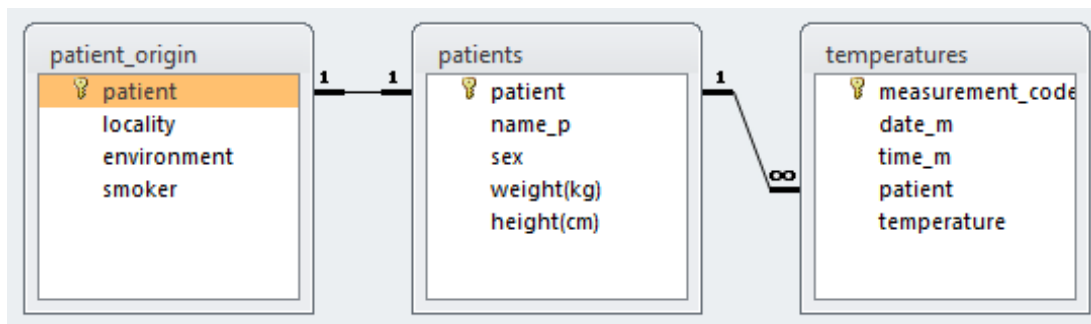 patient_origin
patient
locality
environment
smoker
1 1
patients
patient
name_p
sex
weight(kg)
height(cm)
1 ∞
temperatures
measurement_code
date_m
time_m
patient
temperature